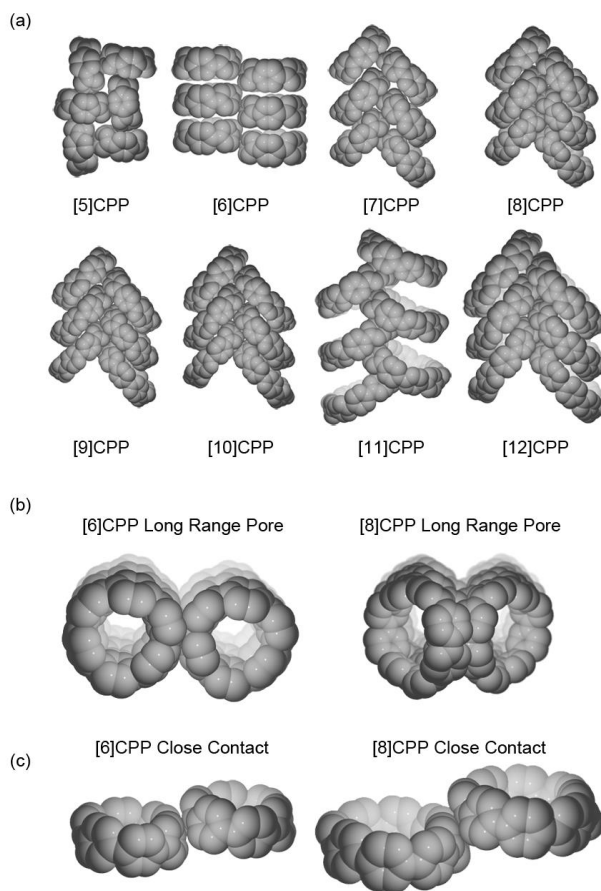 (a)
[5]CPP [6]CPP [7]CPP [8]CPP
[9]CPP [10]CPP [11]CPP [12]CPP
(b)
[6]CPP Long Range Pore [8]CPP Long Range Pore
[6]CPP Close Contact [8]CPP Close Contact
(c)